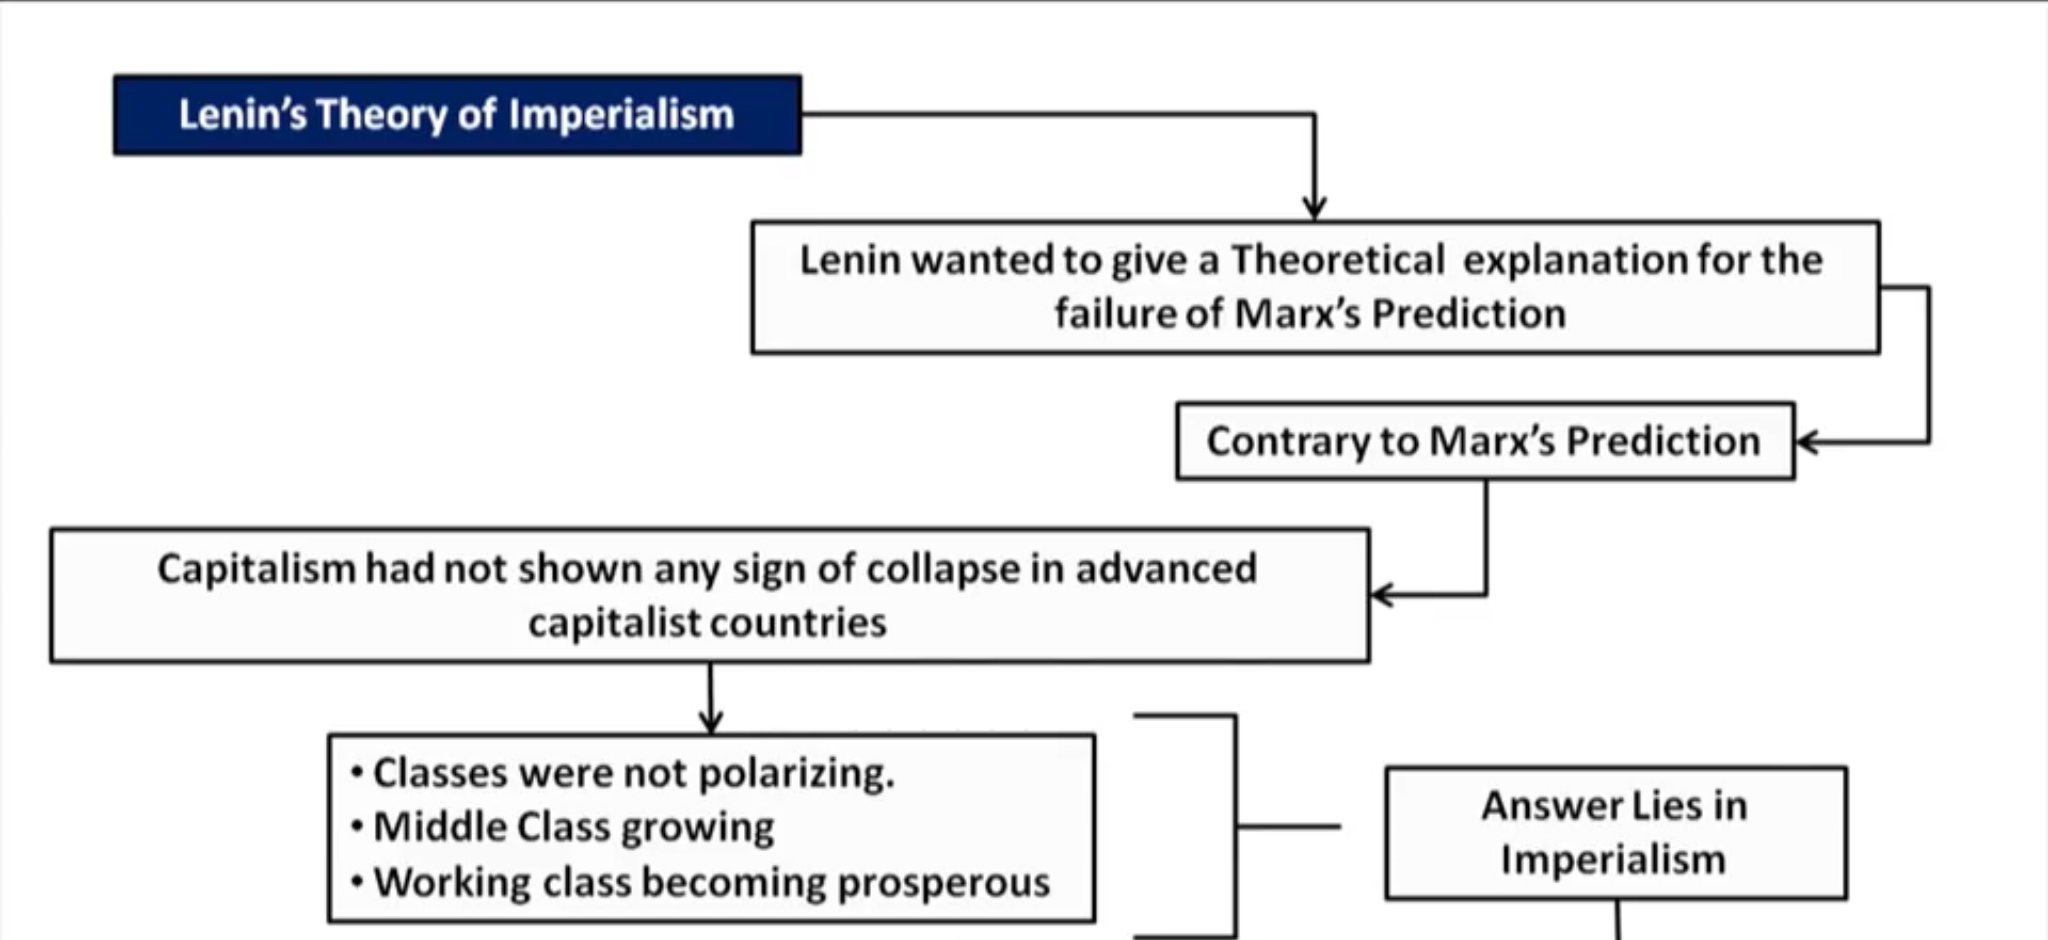 Lenin’s Theory of Imperialism
Lenin wanted to give a Theoretical explanation for the
failure of Marx’s Prediction
Contrary to Marx’s Prediction
Capitalism had not shown any sign of collapse in advanced
capitalist countries
• Classes were not polarizing.
• Middle Class growing
• Working class becoming prosperous
Answer Lies in
Imperialism